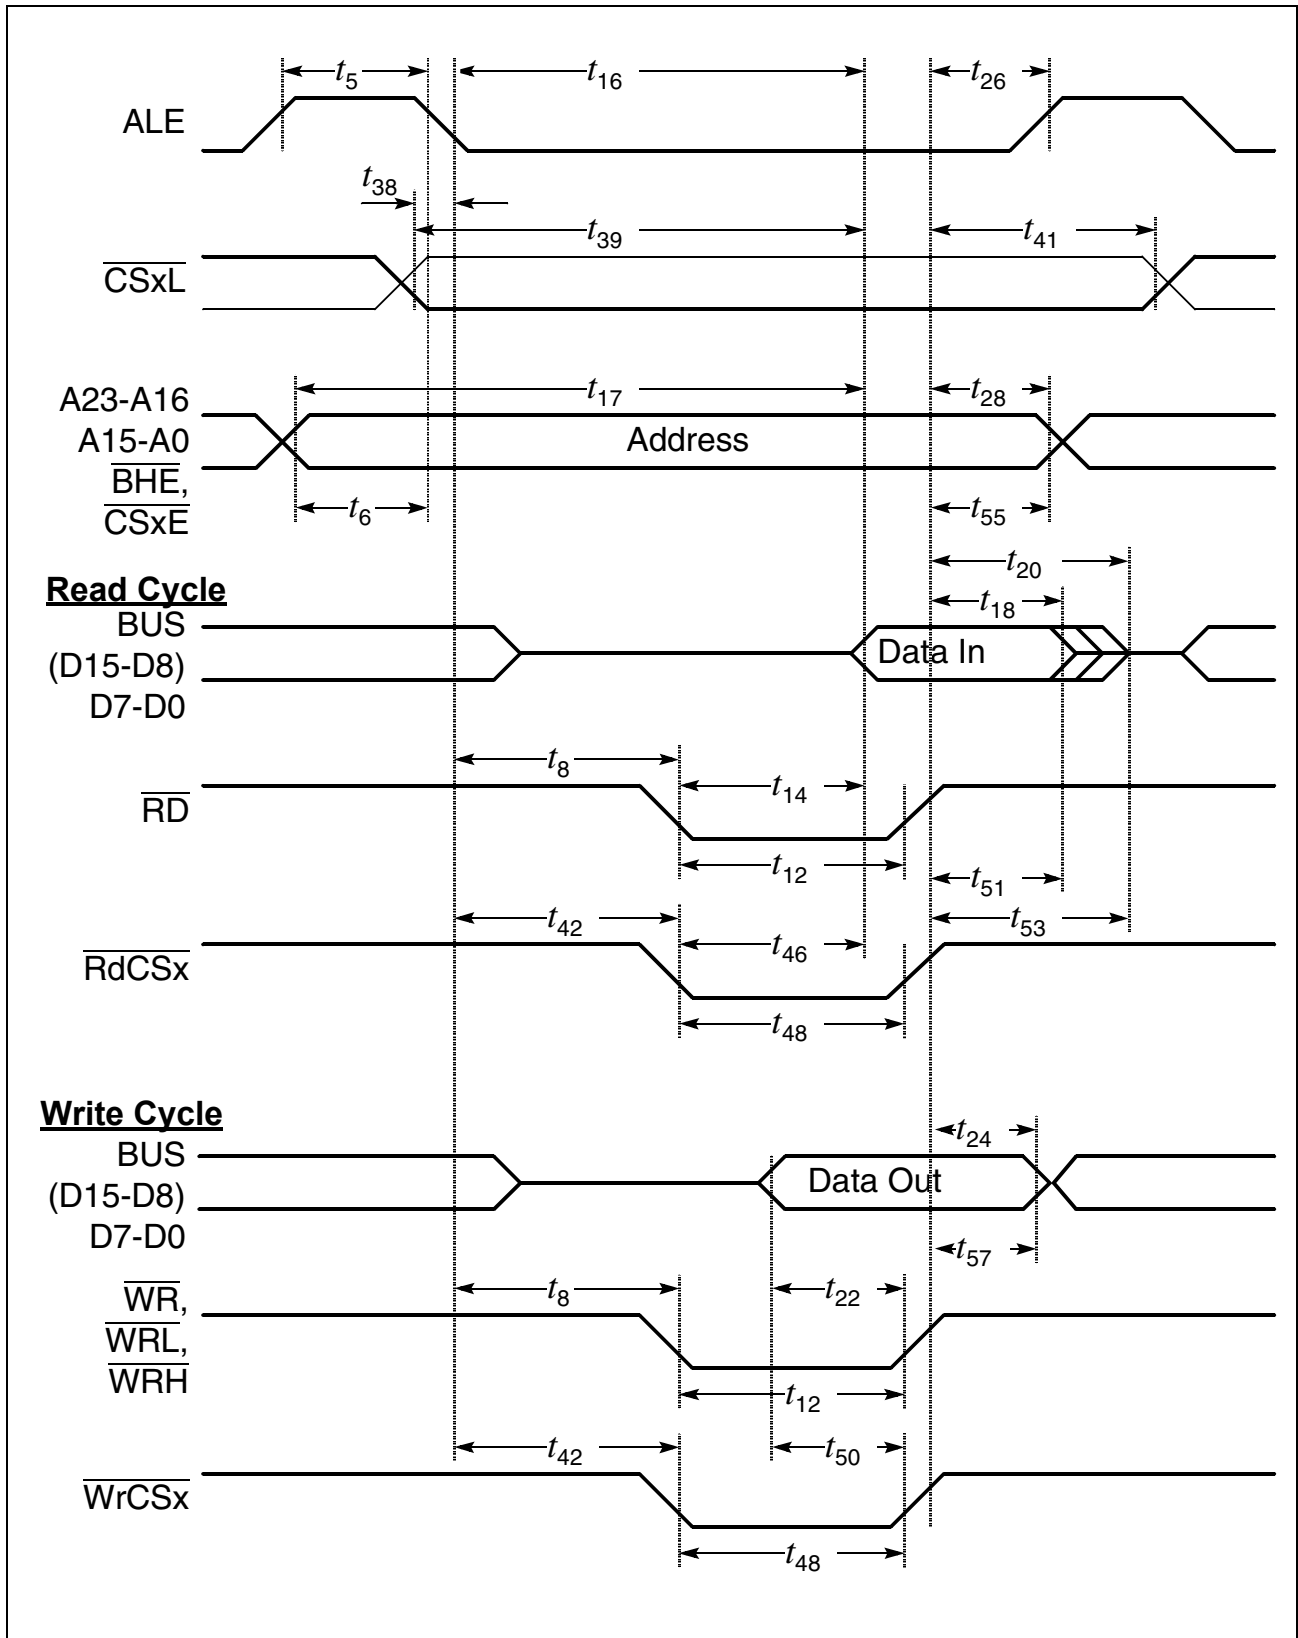 t5 t16 t26
ALE
t38
t39 t41
CSxL
t17 t28
A23-A16
A15-A0 Address
BHE,
t6 t55
CSxE
t20
Read Cycle
t18
BUS
(D15-D8) Data In
D7-D0
t8
t14
RD
t12
t51
t42 t53
t46
RdCSx
t48
Write Cycle
t24
BUS
(D15-D8) Data Out
D7-D0
t57
t8 t22
WR,
WRL,
WRH
t12
t42 t50
WrCSx
t48